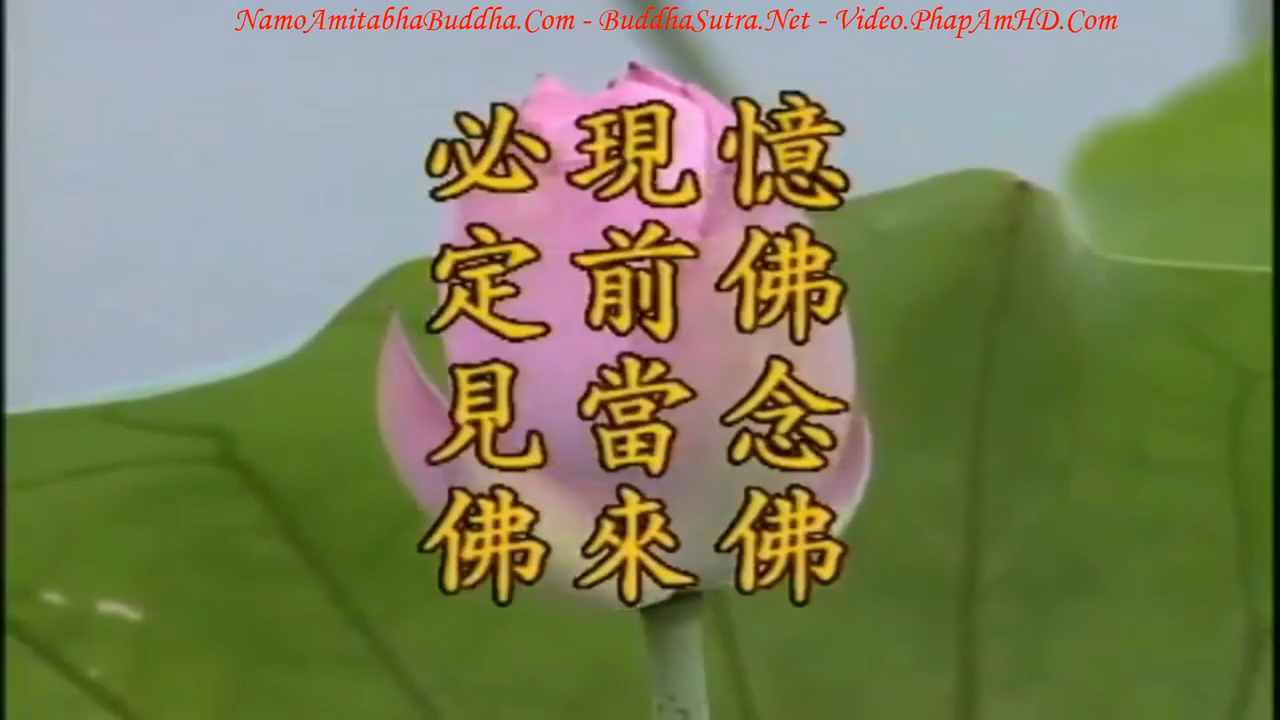 NamoAmitabhaBuddha.Com - BuddhaSutra.Net - Video.PhapAmHD.Com
憶佛念佛
現前當來
必定見佛